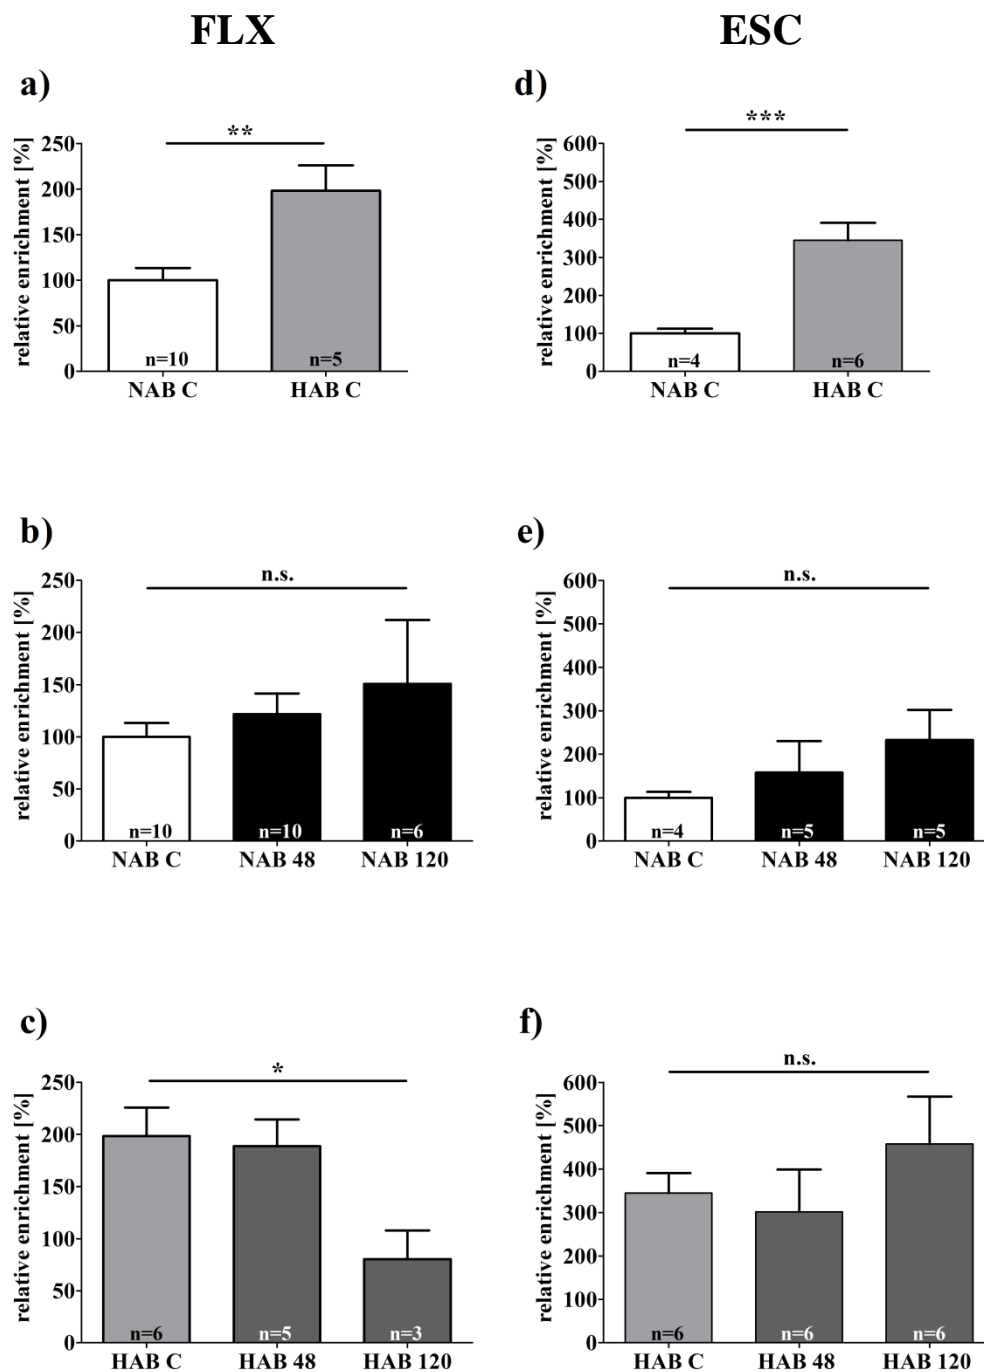 FLX
ESC
a)
relative enrichment [%]
250
200
150
100
50
0
**
n=10
n=5
NAB C
HAB C
d)
relative enrichment [%]
600
500
400
300
200
100
0
***
n=4
n=6
NAB C
HAB C
b)
relative enrichment [%]
250
200
150
100
50
0
n.s.
n=10
n=10
n=6
NAB C
NAB 48
NAB 120
e)
relative enrichment [%]
600
500
400
300
200
100
0
n.s.
n=4
n=5
n=5
NAB C
NAB 48
NAB 120
c)
relative enrichment [%]
250
200
150
100
50
0
*
n=6
n=5
n=3
HAB C
HAB 48
HAB 120
f)
relative enrichment [%]
600
500
400
300
200
100
0
n.s.
n=6
n=6
n=6
HAB C
HAB 48
HAB 120